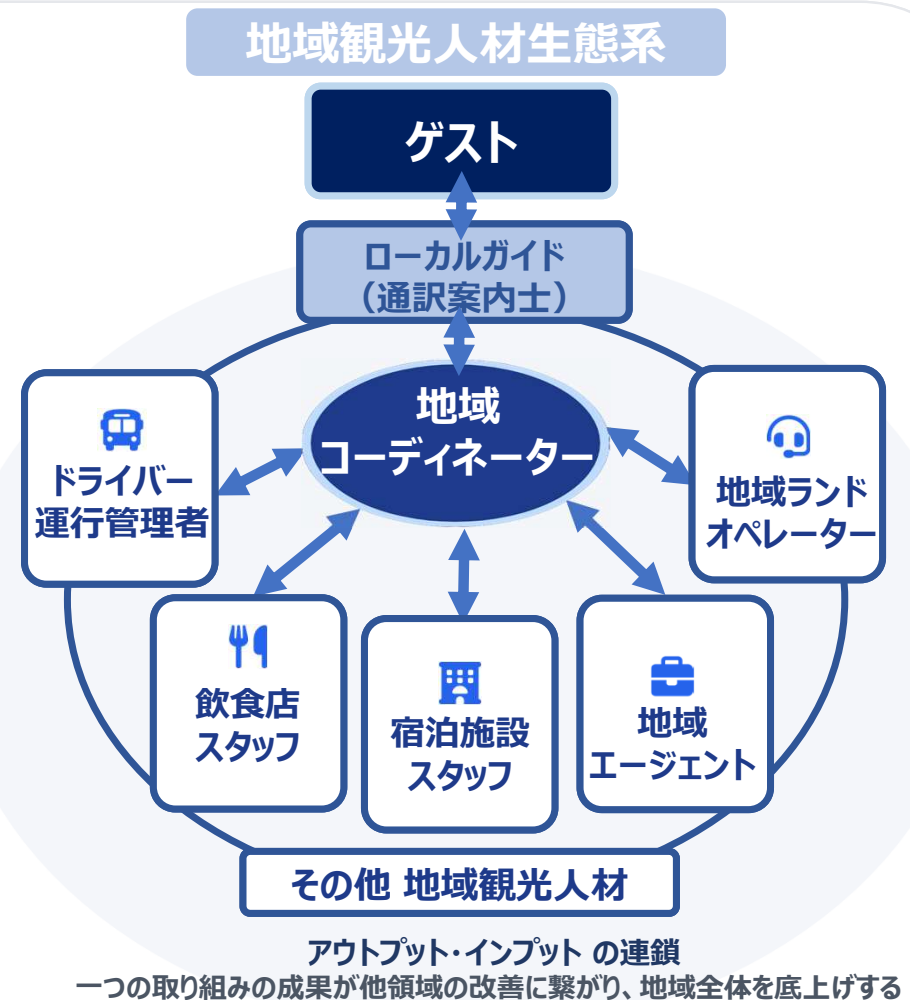 地域観光人材生態系
ゲスト
ローカルガイド
（通訳案内士）
地域
コーディネーター
ドライバー
運行管理者
地域ランド
オペレーター
飲食店
スタッフ
宿泊施設
スタッフ
地域
エージェント
その他 地域観光人材
アウトプット・インプット の連鎖
一つの取り組みの成果が他領域の改善に繋がり、地域全体を底上げする